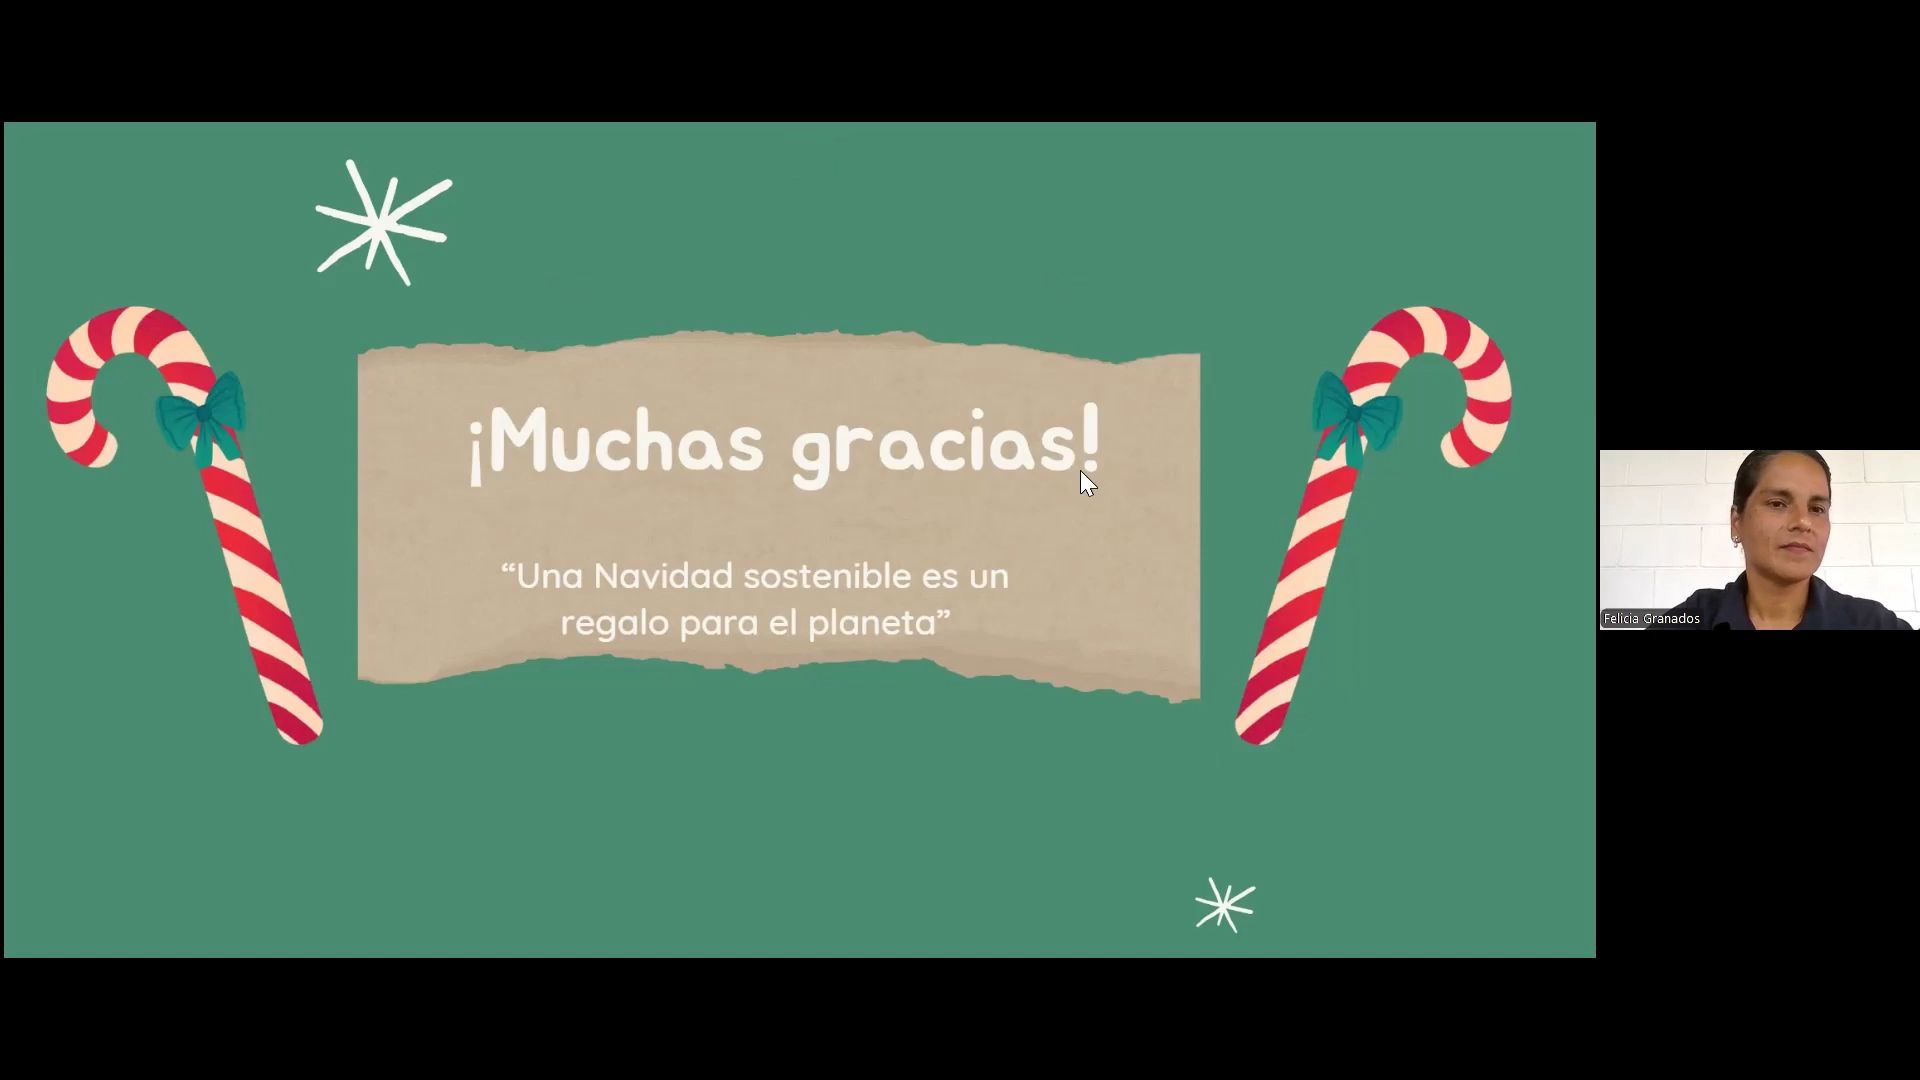 ¡Muchas gracias!
“Una Navidad sostenible es un
regalo para el planeta”
Felicia Granados